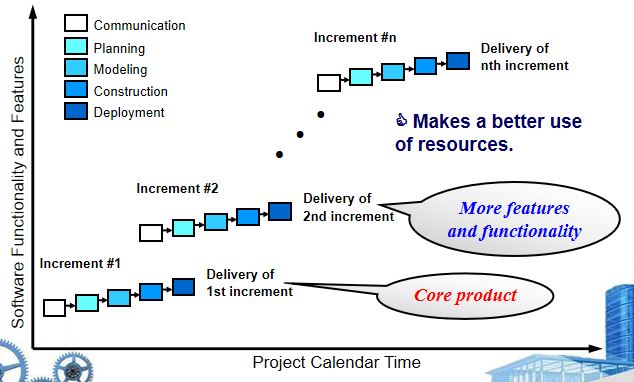 Communication
Planning
Modeling
Construction
Deployment
Increment #n
Delivery of
nth increment
Makes a better use
of resources.
Increment #2
Delivery of
2nd increment
More features
and functionality
Increment #1
Delivery of
1st increment
Core product
Software Functionality and Features
Project Calendar Time